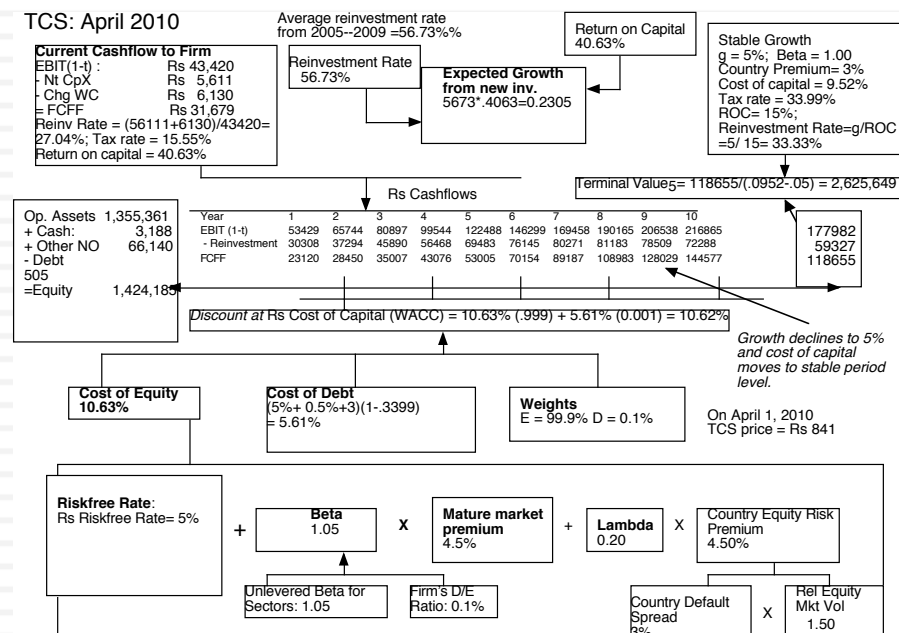 TCS: April 2010
Average reinvestment rate
from 2005--2009 =56.73%%
Return on Capital
40.63%
Current Cashflow to Firm
EBIT(1-t) : Rs 43,420
- Nt CpX Rs 5,611
- Chg WC Rs 6,130
= FCFF Rs 31,679
Reinv Rate = (56111+6130)/43420=
27.04%; Tax rate = 15.55%
Return on capital = 40.63%
Reinvestment Rate
56.73%
Expected Growth
from new inv.
5673*.4063=0.2305
Stable Growth
g = 5%; Beta = 1.00
Country Premium= 3%
Cost of capital = 9.52%
Tax rate = 33.99%
ROC= 15%;
Reinvestment Rate=g/ROC
=5/ 15= 33.33%
Terminal Value5= 118655/(.0952-.05) = 2,625,649
Rs Cashflows
Op. Assets 1,355,361
+ Cash: 3,188
+ Other NO 66,140
- Debt
505
=Equity 1,424,185
Year 1 2 3 4 5 6 7 8 9 10
EBIT (1-t) 53429 65744 80897 99544 122488 146299 169458 190165 206538 216865
- Reinvestment 30308 37294 45890 56468 69483 76145 80271 81183 78509 72288
FCFF 23120 28450 35007 43076 53005 70154 89187 108983 128029 144577
177982
59327
118655
Discount at Rs Cost of Capital (WACC) = 10.63% (.999) + 5.61% (0.001) = 10.62%
Growth declines to 5%
and cost of capital
moves to stable period
level.
Cost of Equity
10.63%
Cost of Debt
(5%+ 0.5%+3)(1-.3399)
= 5.61%
Weights
E = 99.9% D = 0.1%
On April 1, 2010
TCS price = Rs 841
Riskfree Rate:
Rs Riskfree Rate= 5%
+
Beta
1.05
X
Mature market
premium
4.5%
+
Lambda
0.20
X
Country Equity Risk
Premium
4.50%
Unlevered Beta for
Sectors: 1.05
Firm's D/E
Ratio: 0.1%
Country Default
Spread
3%
X
Rel Equity
Mkt Vol
1.50